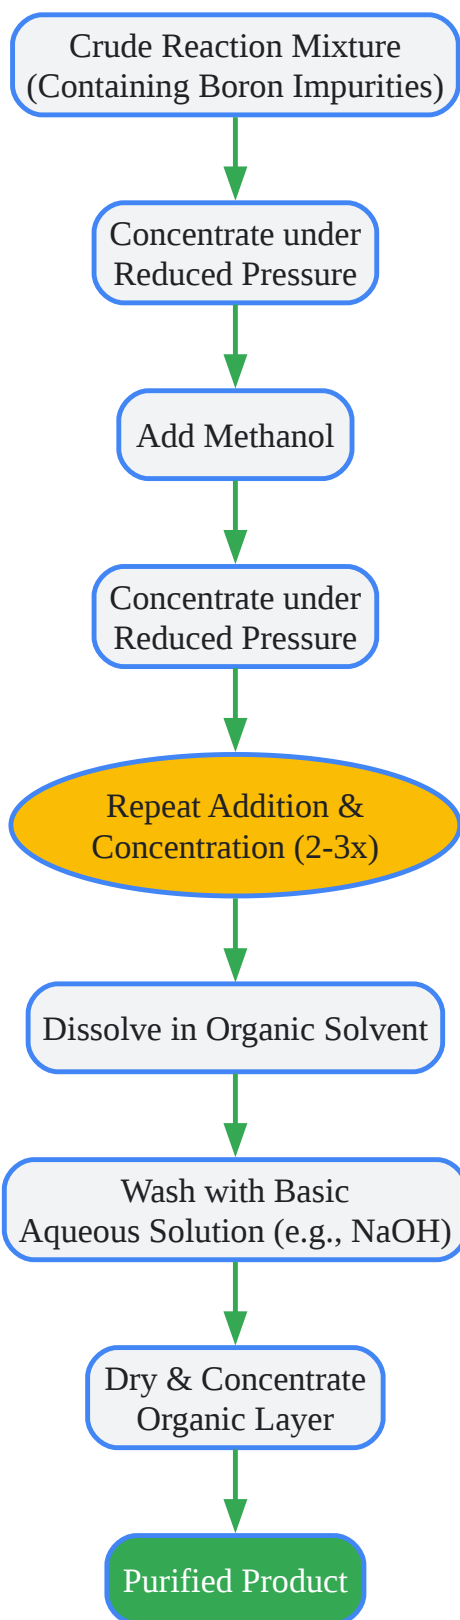 Crude Reaction Mixture
(Containing Boron Impurities)
Concentrate under
Reduced Pressure
Add Methanol
Concentrate under
Reduced Pressure
Repeat Addition &
Concentration (2-3x)
Dissolve in Organic Solvent
Wash with Basic
Aqueous Solution (e.g., NaOH)
Dry & Concentrate
Organic Layer
Purified Product